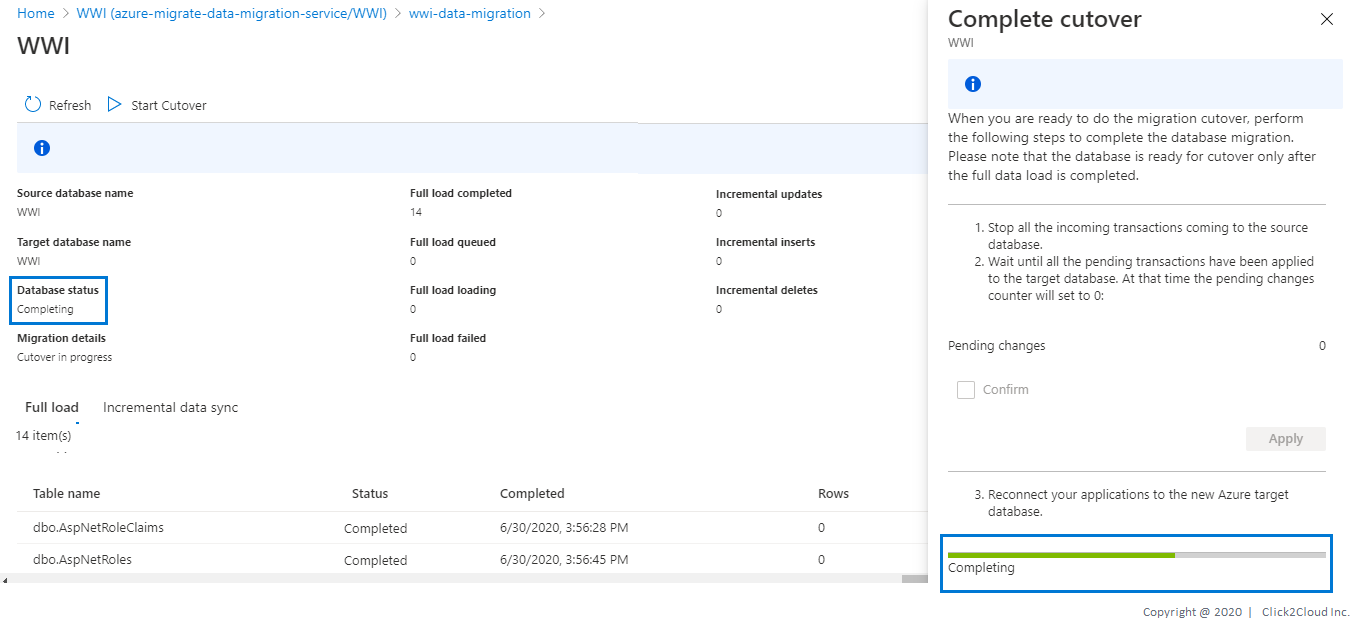 Home > WWI (azure-migrate-data-migration-service/WWI) > wwi-data-migration >
WWI
Refresh Start Cutover
Source database name
WWI
Full load completed
14
Incremental updates
0
Target database name
WWI
Full load queued
0
Incremental inserts
0
Database status
Completing
Full load loading
0
Incremental deletes
0
Migration details
Cutover in progress
Full load failed
0
Full load Incremental data sync
14 item(s)
Table name Status Completed Rows
dbo.AspNetRoleClaims Completed 6/30/2020, 3:56:28 PM 0
dbo.AspNetRoles Completed 6/30/2020, 3:56:45 PM 0
Complete cutover
WWI
When you are ready to do the migration cutover, perform
the following steps to complete the database migration.
Please note that the database is ready for cutover only after
the full data load is completed.
1. Stop all the incoming transactions coming to the source
database.
2. Wait until all the pending transactions have been applied
to the target database. At that time the pending changes
counter will set to 0:
Pending changes 0
Confirm
Apply
3. Reconnect your applications to the new Azure target
database.
Completing
Copyright @ 2020 | Click2Cloud Inc.